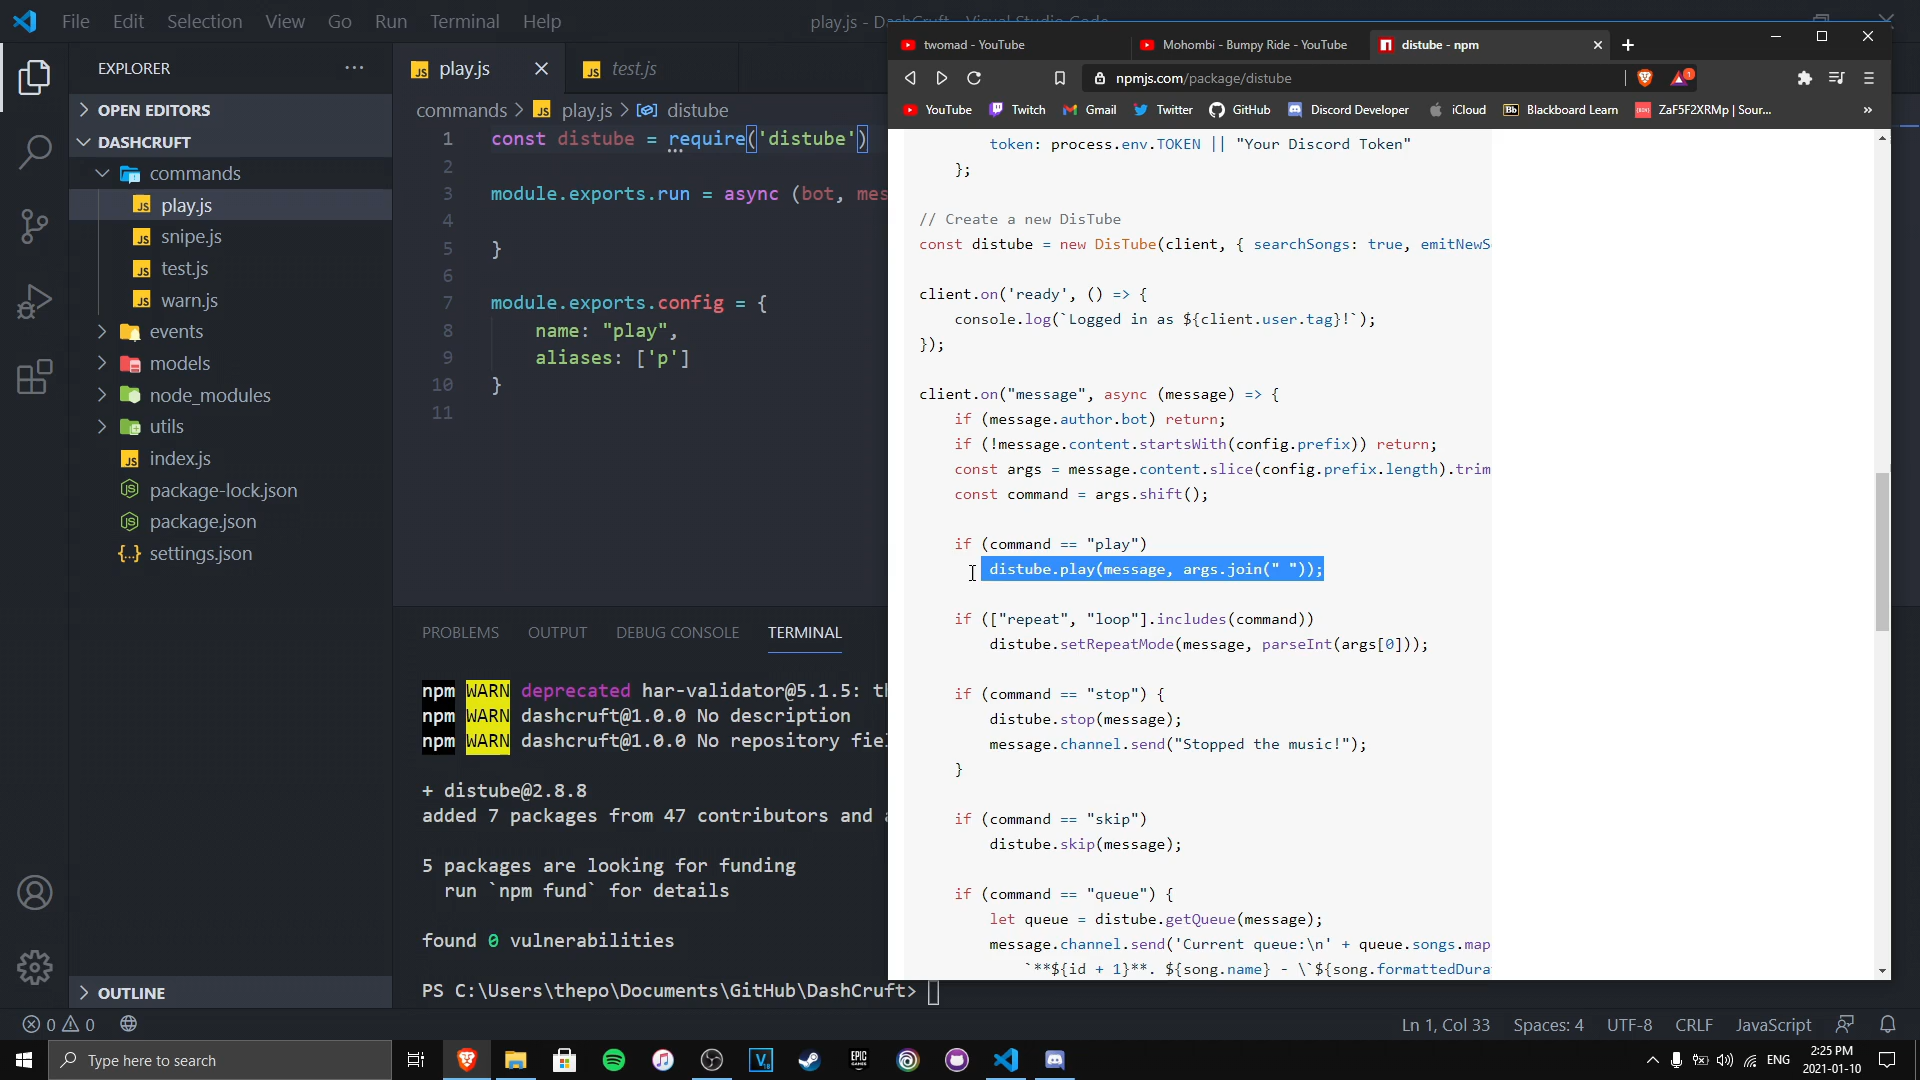 File Edit Selection View Go Run Terminal Help
play.js - DashCruft - Visual Studio Code
EXPLORER
OPEN EDITORS
DASHCRUFT
commands
play.js
snipe.js
test.js
warn.js
events
models
node_modules
utils
index.js
package-lock.json
package.json
settings.json
OUTLINE
play.js
test.js
commands > play.js > distube
1 const distube = require('distube')
2
3 module.exports.run = async (bot, mes
4
5 }
6
7 module.exports.config = {
8 name: "play",
9 aliases: ['p']
10 }
11
PROBLEMS OUTPUT DEBUG CONSOLE TERMINAL
npm WARN deprecated har-validator@5.1.5: th
npm WARN dashcruft@1.0.0 No description
npm WARN dashcruft@1.0.0 No repository fie
+ distube@2.8.8
added 7 packages from 47 contributors and a
5 packages are looking for funding
run `npm fund` for details
found 0 vulnerabilities
PS C:\Users\thepo\Documents\GitHub\DashCruft>
twomad - YouTube
Mohombi - Bumpy Ride - YouTube
distube - npm
npmjs.com/package/distube
1
YouTube Twitch Gmail Twitter GitHub Discord Developer iCloud Bb Blackboard Learn ZaF5F2XRMp | Sour... »
token: process.env.TOKEN || "Your Discord Token"
};
// Create a new DisTube
const distube = new DisTube(client, { searchSongs: true, emitNewS
client.on('ready', () => {
console.log(`Logged in as ${client.user.tag}!`);
});
client.on("message", async (message) => {
if (message.author.bot) return;
if (!message.content.startsWith(config.prefix)) return;
const args = message.content.slice(config.prefix.length).trim
const command = args.shift();
if (command == "play")
distube.play(message, args.join(" "));
if (["repeat", "loop"].includes(command))
distube.setRepeatMode(message, parseInt(args[0]));
if (command == "stop") {
distube.stop(message);
message.channel.send("Stopped the music!");
}
if (command == "skip")
distube.skip(message);
if (command == "queue") {
let queue = distube.getQueue(message);
message.channel.send('Current queue:\n' + queue.songs.map
`**${id + 1}**. ${song.name} - \`${song.formattedDura
0 0
Ln 1, Col 33 Spaces: 4 UTF-8 CRLF JavaScript
Type here to search
EPIC GAMES
ENG
2:25 PM
2021-01-10